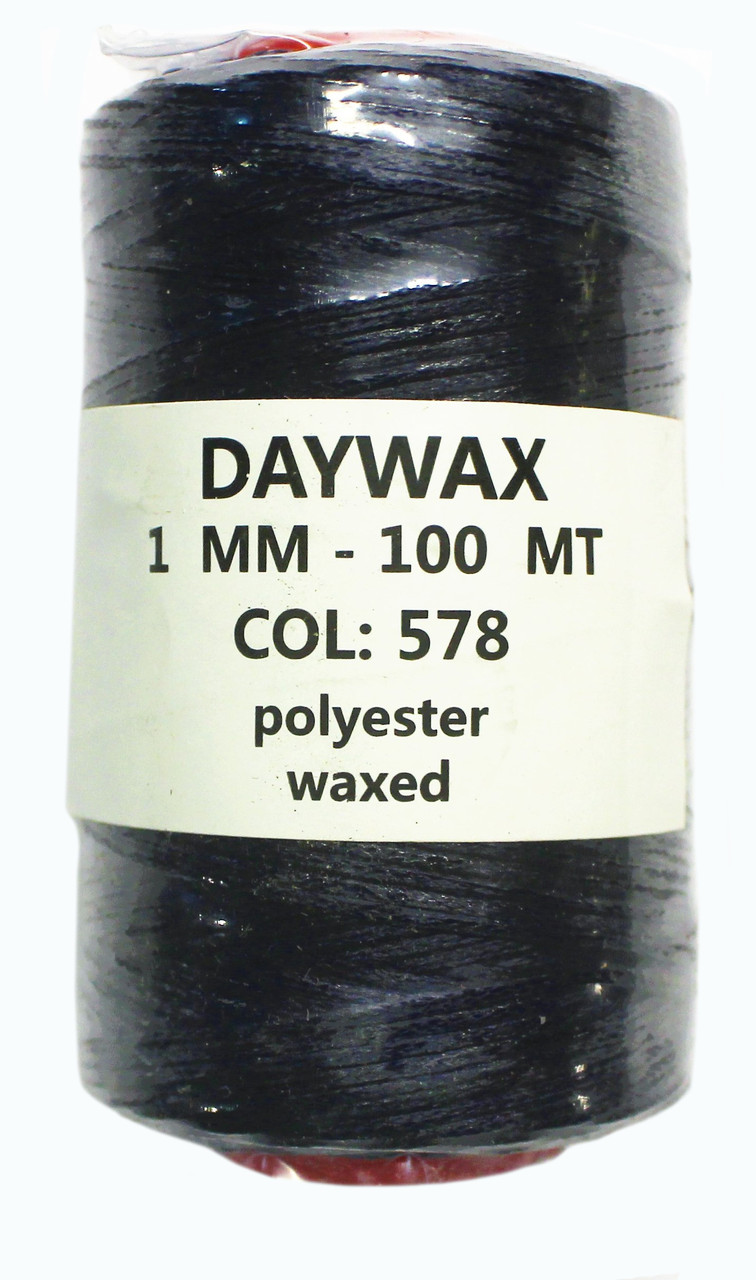 DAYWAX
1 MM - 100 MT
COL: 578
polyester
waxed